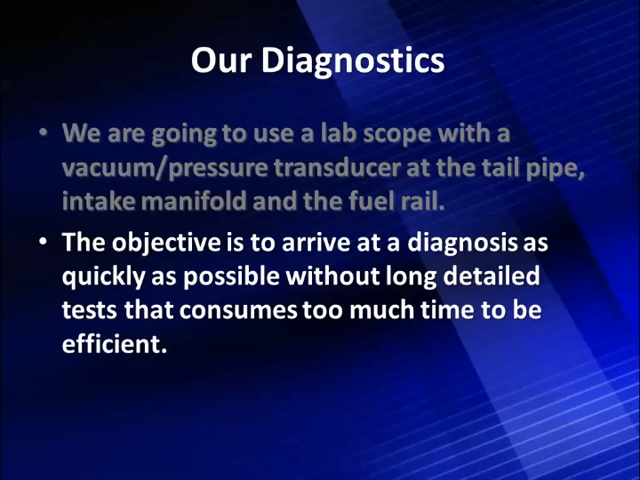 Our Diagnostics
• We are going to use a lab scope with a
vacuum/pressure transducer at the tail pipe,
intake manifold and the fuel rail.
• The objective is to arrive at a diagnosis as
quickly as possible without long detailed
tests that consumes too much time to be
efficient.